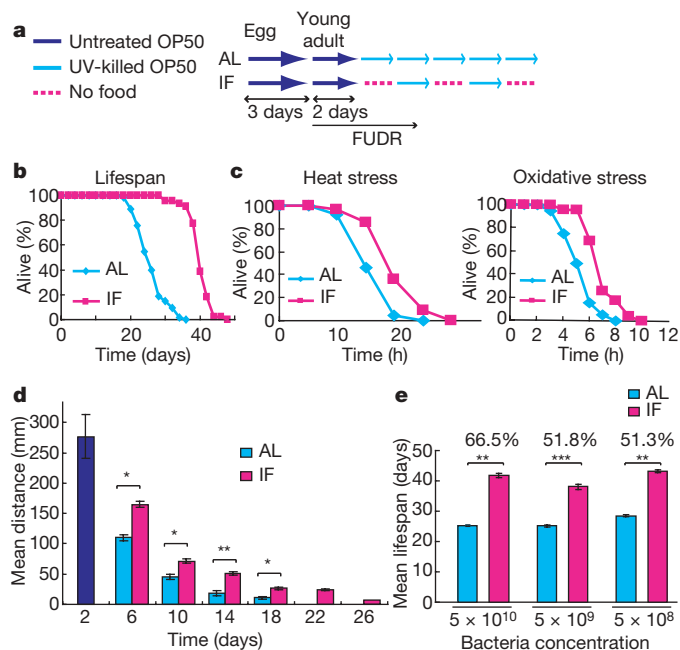 a
Untreated OP50
UV-killed OP50
No food
Egg
Young
adult
AL
IF
3 days
2 days
FUDR
b
Lifespan
Alive (%)
100
80
60
40
20
0
AL
IF
0 20 40 60
Time (days)
c
Heat stress
Alive (%)
100
80
60
40
20
0
AL
IF
0 10 20
Time (h)
Oxidative stress
Alive (%)
100
80
60
40
20
0
AL
IF
0 2 4 6 8 10 12
Time (h)
d
Mean distance (mm)
300
250
200
150
100
50
0
AL
IF
*
*
**
*
2 6 10 14 18 22 26
Time (days)
e
AL
IF
Mean lifespan (days)
50
40
30
20
10
0
66.5% 51.8% 51.3%
** *** **
5 × 10¹⁰ 5 × 10⁹ 5 × 10⁸
Bacteria concentration